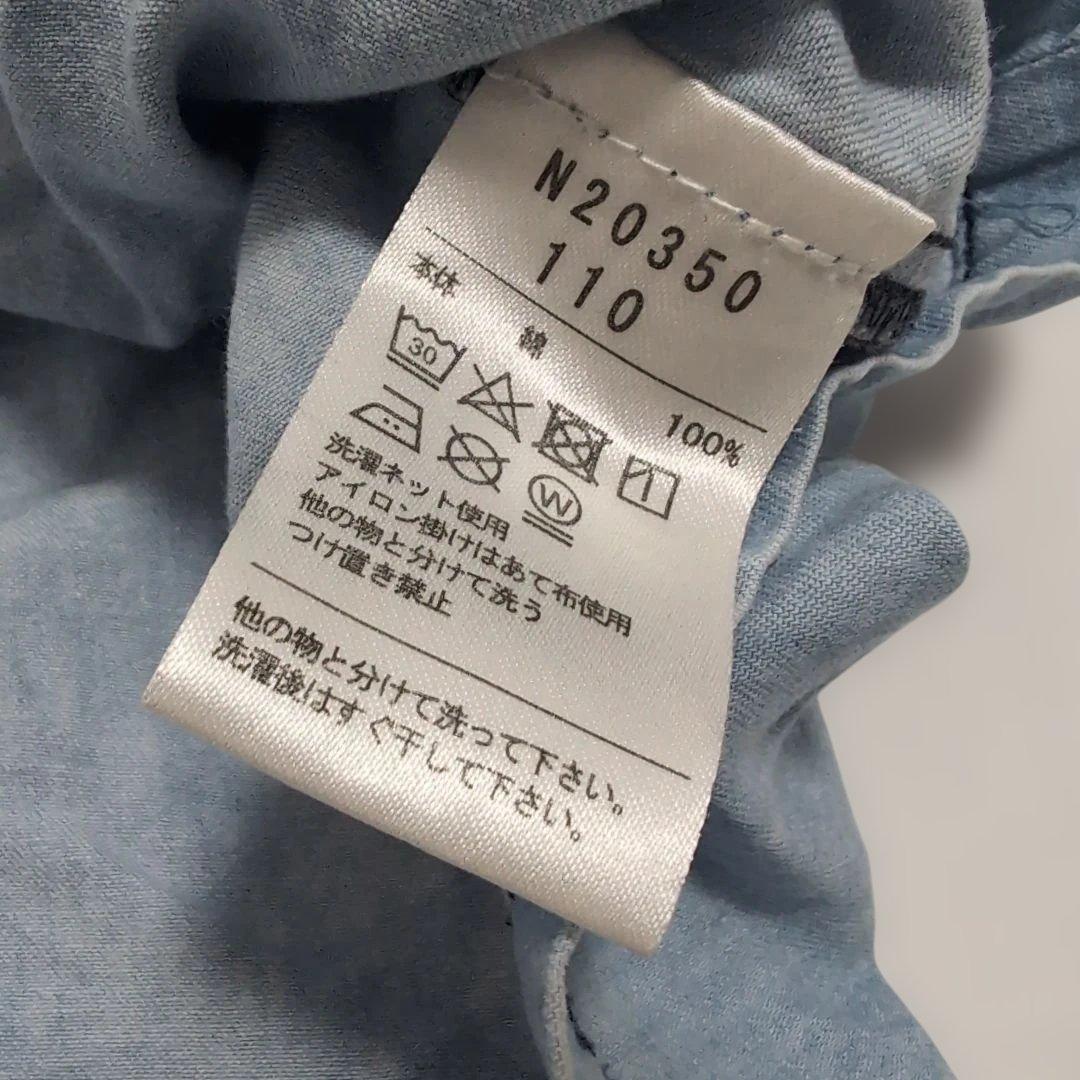 N20350
110
本体
綿 100%
30
W
洗濯ネット使用
アイロン掛けはあて布使用
他の物と分けて洗う
つけ置き禁止
他の物と分けて洗って下さい。
洗濯後はすぐ干して下さい。